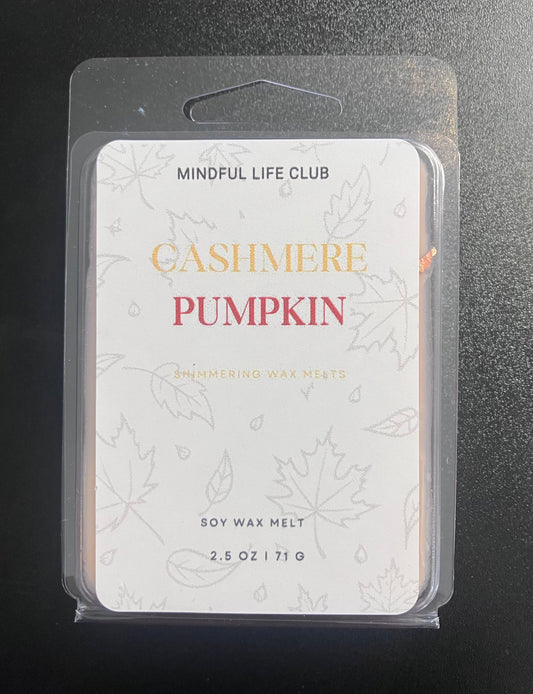 MINDFUL LIFE CLUB
CASHMERE
PUMPKIN
SHIMMERING WAX MELTS
SOY WAX MELT
2.5 OZ | 71 G